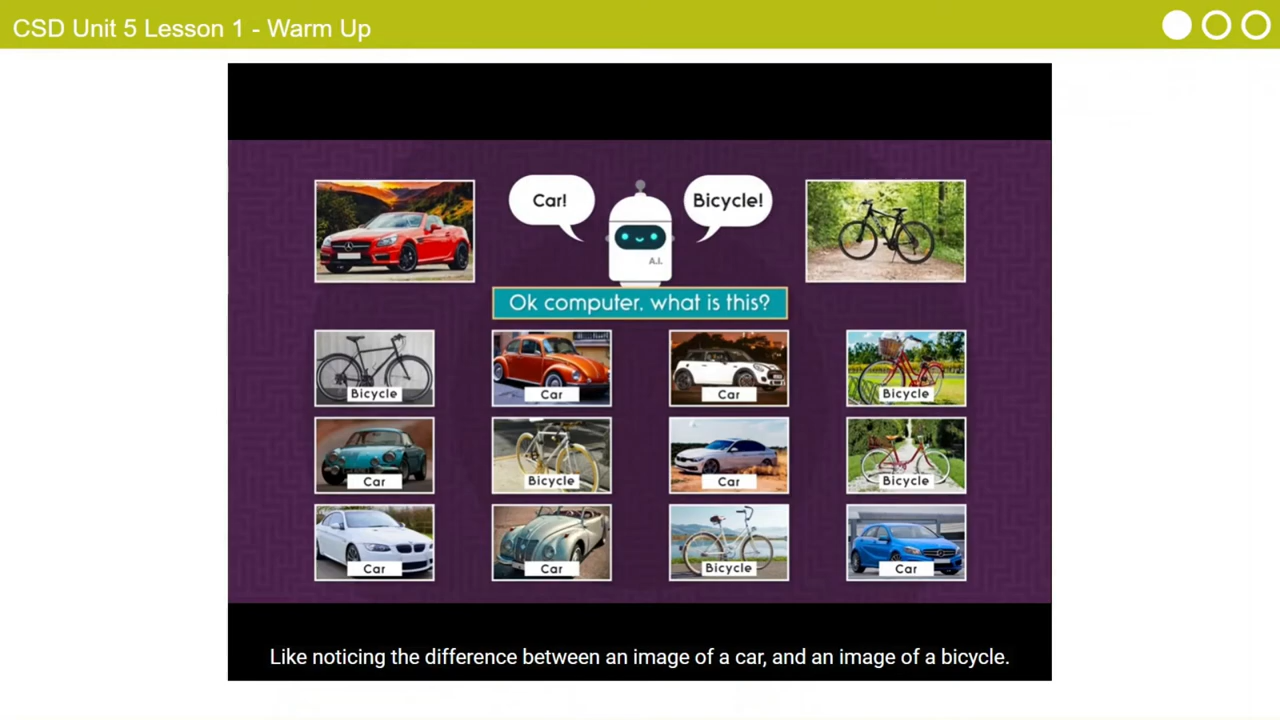 CSD Unit 5 Lesson 1 - Warm Up
Car!
Bicycle!
A.I.
Ok computer, what is this?
Bicycle
Car
Car
Bicycle
Car
Bicycle
Car
Bicycle
Car
Car
Bicycle
Car
Like noticing the difference between an image of a car, and an image of a bicycle.